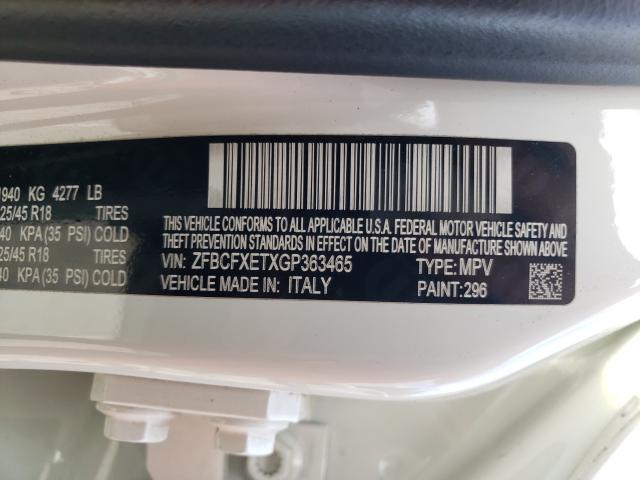 KG 4277 LB
25/45 R18 TIRES
40 KPA(35 PSI) COLD
25/45 R18 TIRES
40 KPA(35 PSI) COLD
THIS VEHICLE CONFORMS TO ALL APPLICABLE U.S.A. FEDERAL MOTOR VEHICLE SAFETY AND
THEFT PREVENTION STANDARDS IN EFFECT ON THE DATE OF MANUFACTURE SHOWN ABOVE.
VIN: ZFBCFXETXGP363465 TYPE: MPV
VEHICLE MADE IN: ITALY PAINT:296